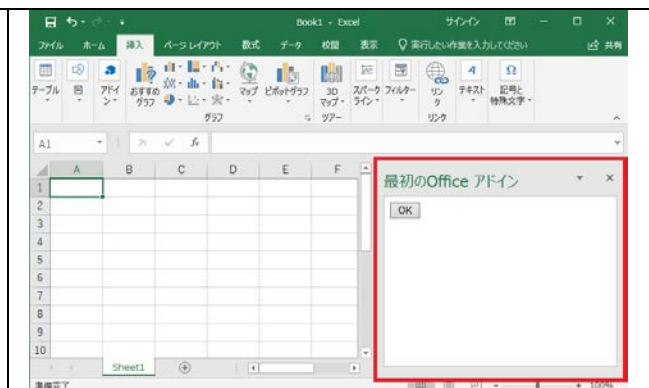 Book1 - Excel サインイン
ファイル ホーム 挿入 ページ レイアウト 数式 データ 校閲 表示 実行したい作業を入力してください 共有
テーブル 図 アドイン おすすめグラフ マップ ピボットグラフ 3Dマップ スパークライン フィルター リンク テキスト 記号と特殊文字
グラフ ツアー リンク
A1 fx
A B C D E F
最初のOffice アドイン
1
OK
2
3
4
5
6
7
8
9
10
Sheet1
準備完了 100%